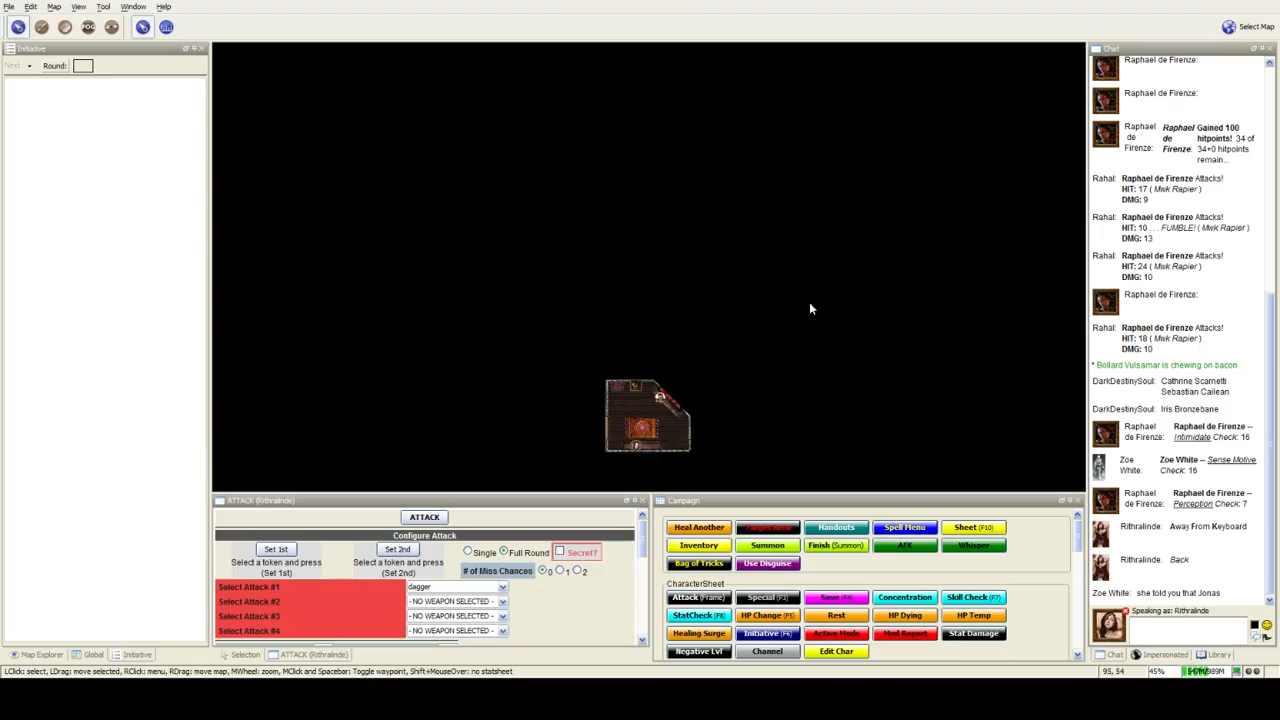 File Edit Map View Tool Window Help
FOG
Select Map
Initiative
Next Round:
Chat
Raphael de Firenze:
Raphael de Firenze:
Raphael de Firenze: Raphael de Firenze: Gained 100 hitpoints! 34 of 34+0 hitpoints remain...
Rahal: Raphael de Firenze Attacks!
HIT: 17 ( Mwk Rapier )
DMG: 9
Rahal: Raphael de Firenze Attacks!
HIT: 10 . . . FUMBLE! ( Mwk Rapier )
DMG: 13
Rahal: Raphael de Firenze Attacks!
HIT: 24 ( Mwk Rapier )
DMG: 10
Raphael de Firenze:
Rahal: Raphael de Firenze Attacks!
HIT: 18 ( Mwk Rapier )
DMG: 10
* Bollard Vulsamar is chewing on bacon
DarkDestinySoul: Cathrine Scarnetti
Sebastian Cailean
DarkDestinySoul: Iris Bronzebane
Raphael de Firenze: Raphael de Firenze --
Intimidate Check: 16
Zoe White: Zoe White -- Sense Motive
Check: 16
Raphael de Firenze: Raphael de Firenze --
Perception Check: 7
Rithralinde: Away From Keyboard
Rithralinde: Back
Zoe White: she told you that Jonas
Speaking as: Rithralinde
ATTACK (Rithralinde)
ATTACK
Configure Attack
Set 1st Set 2nd Single Full Round Secret?
Select a token and press Select a token and press
(Set 1st) (Set 2nd) # of Miss Chances 0 1 2
Select Attack #1 dagger
Select Attack #2 - NO WEAPON SELECTED -
Select Attack #3 - NO WEAPON SELECTED -
Select Attack #4 - NO WEAPON SELECTED -
Campaign
Heal Another Handouts Spell Menu Sheet (F10)
Inventory Summon Finish (Summon) AFK Whisper
Bag of Tricks Use Disguise
CharacterSheet
Attack (Frame) Special (F3) Save (F4) Concentration Skill Check (F7)
StatCheck (F8) HP Change (F5) Rest HP Dying HP Temp
Healing Surge Initiative (F6) Active Mods Mod Report Stat Damage
Negative Lvl Channel Edit Char
Map Explorer Global Initiative Selection ATTACK (Rithralinde) Chat Impersonated Library
LClick: select, LDrag: move selected, RClick: menu, RDrag: move map, MWheel: zoom, MClick and Spacebar: Toggle waypoint, Shift+MouseOver: no statsheet
95, 54 45%